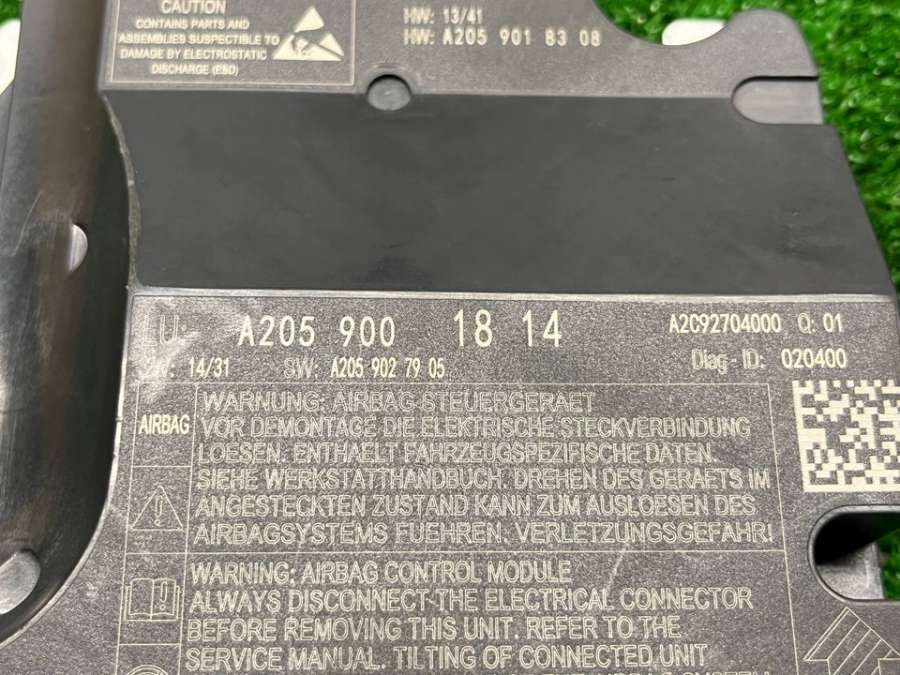 CAUTION
CONTAINS PARTS AND
ASSEMBLIES SUSPECTIBLE TO
DAMAGE BY ELECTROSTATIC
DISCHARGE (ESD)
HW: 13/41
HW: A205 901 83 08
A205 900 18 14
A2C92704000 Q: 01
14/31 SW: A205 902 79 05
Diag-ID: 020400
AIRBAG
WARNUNG: AIRBAG-STEUERGERAET
VOR DEMONTAGE DIE ELEKTRISCHE STECKVERBINDUNG
LOESEN. ENTHAELT FAHRZEUGSPEZIFISCHE DATEN.
SIEHE WERKSTATTHANDBUCH. DREHEN DES GERAETS IM
ANGESTECKTEN ZUSTAND KANN ZUM AUSLOESEN DES
AIRBAGSYSTEMS FUEHREN: VERLETZUNGSGEFAHR!
WARNING: AIRBAG CONTROL MODULE
ALWAYS DISCONNECT THE ELECTRICAL CONNECTOR
BEFORE REMOVING THIS UNIT. REFER TO THE
SERVICE MANUAL. TILTING OF CONNECTED UNIT